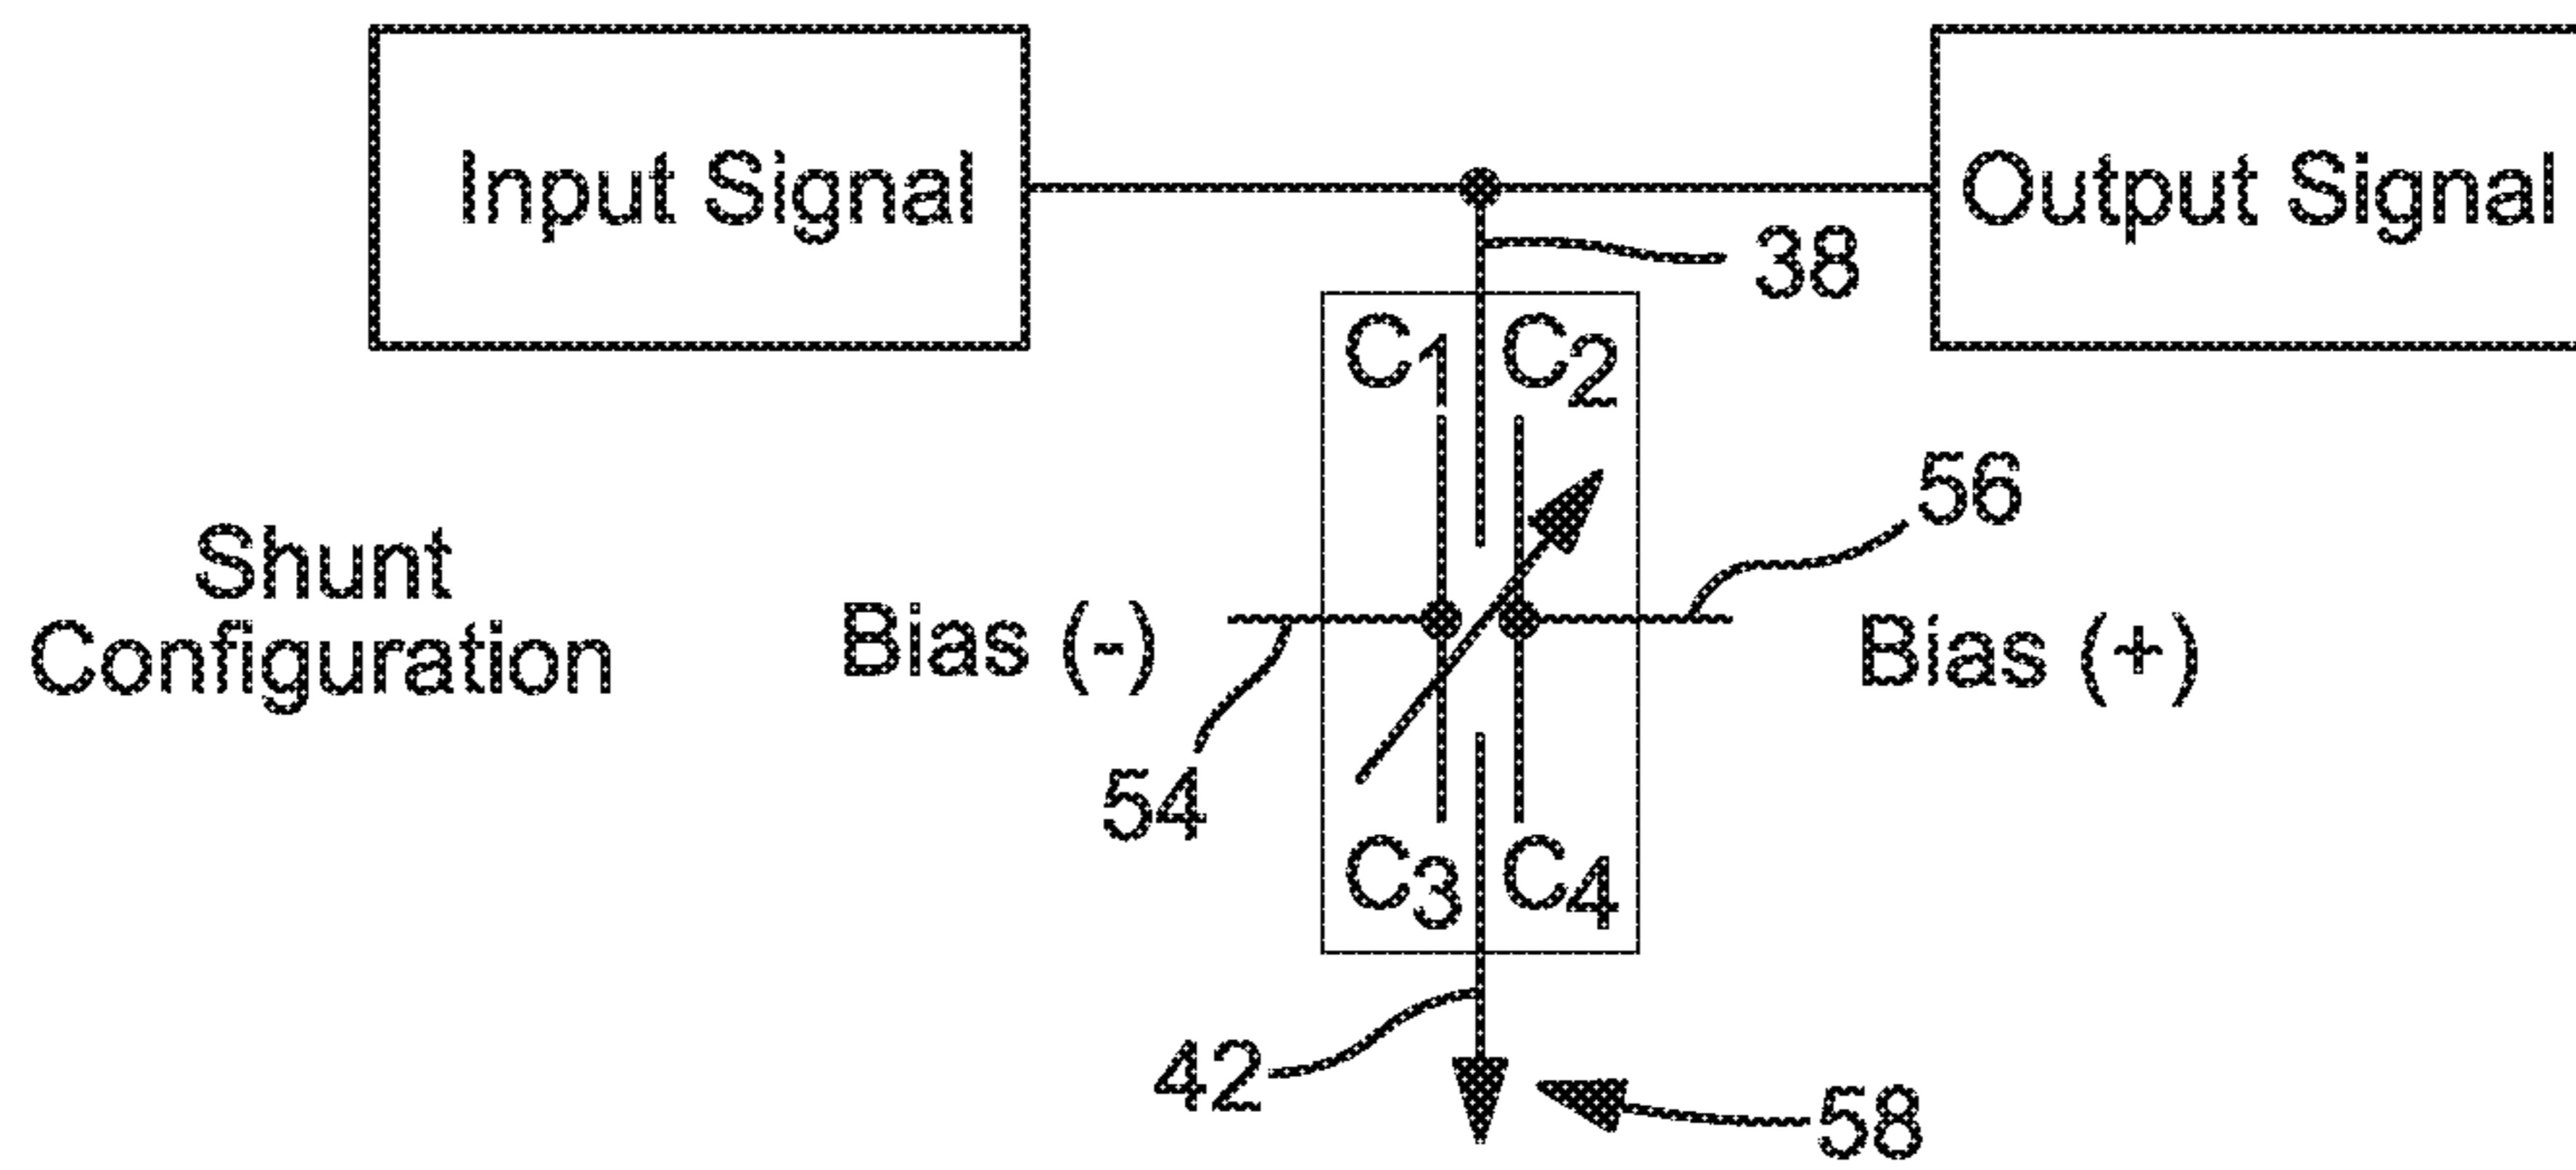 Input Signal
Output Signal
38
C1 C2
56
Shunt
Configuration
Bias (-)
Bias (+)
54
C3 C4
42
58